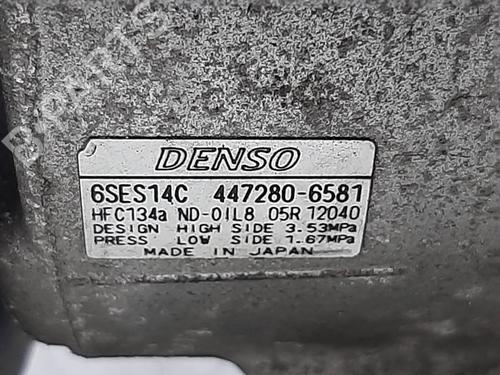 DENSO
6SES14C 447280-6581
HFC134a ND-OIL8 05R 12040
DESIGN HIGH SIDE 3.53MPa
PRESS LOW SIDE 1.67MPa
MADE IN JAPAN